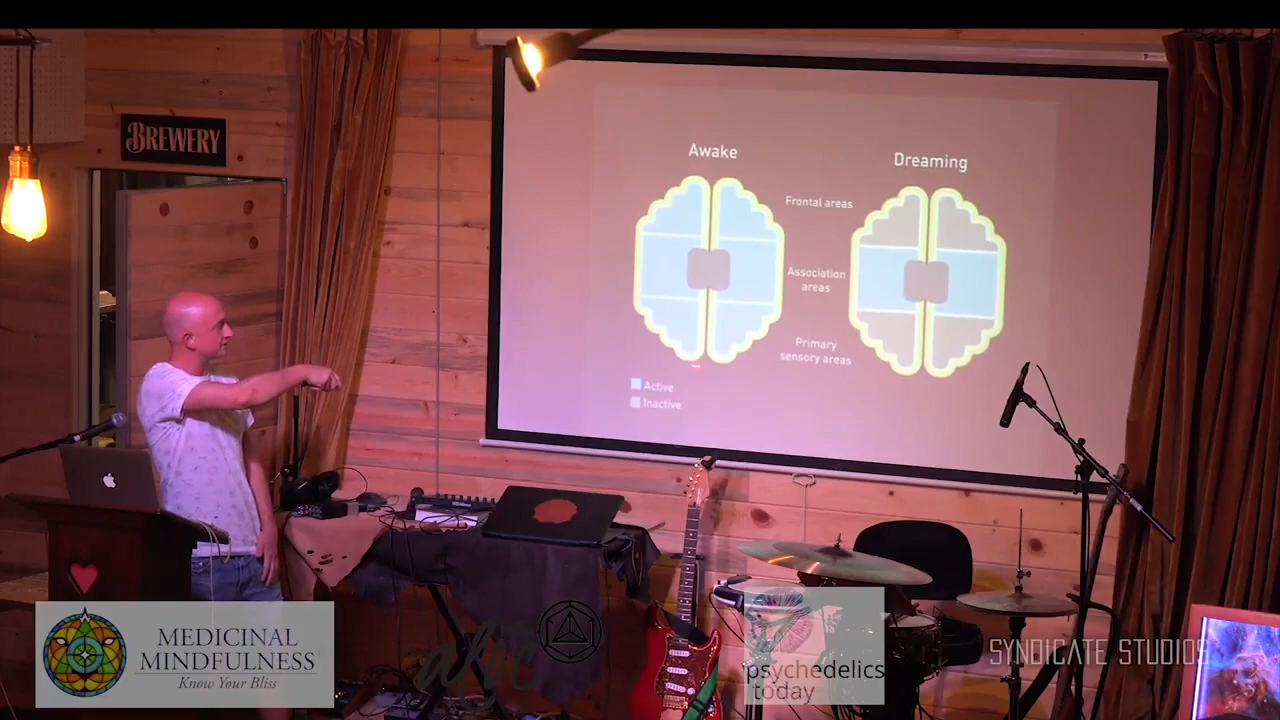 BREWERY
Awake
Dreaming
Frontal areas
Association
areas
Primary
sensory areas
Active
Inactive
MEDICINAL
MINDFULNESS
Know Your Bliss
psychedelics
today
SYNDICATE STUDIOS